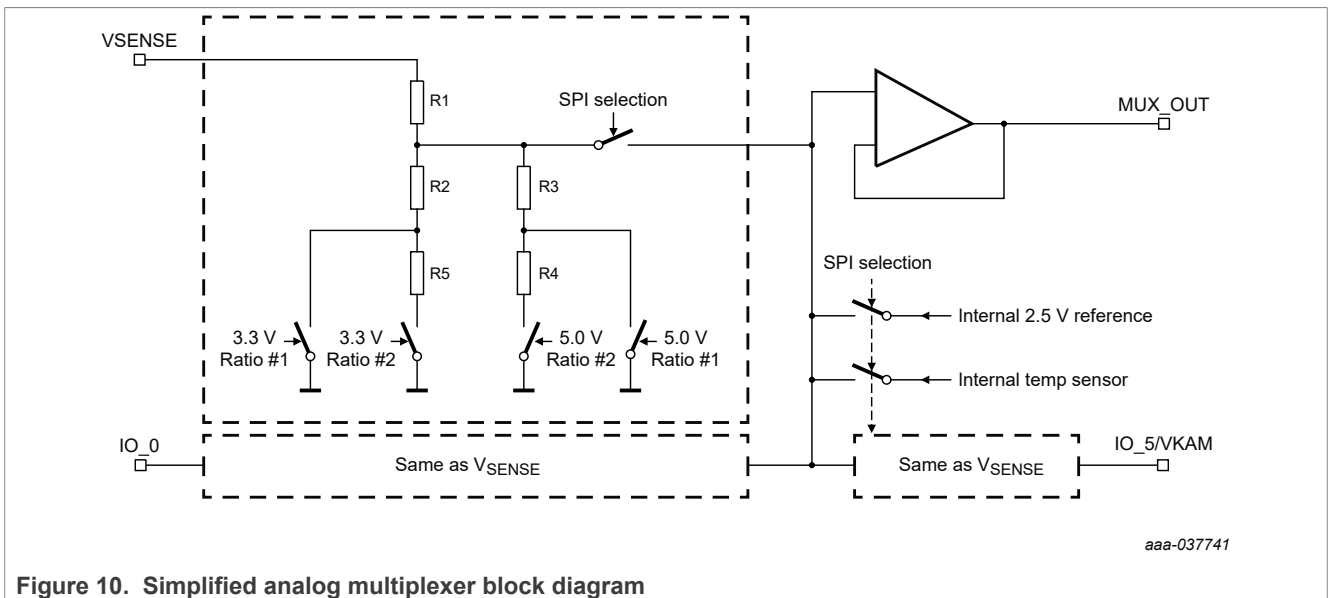 VSENSE
R1
SPI selection
MUX_OUT
R2
R3
R5
R4
SPI selection
3.3 V
Ratio #1
3.3 V
Ratio #2
5.0 V
Ratio #2
5.0 V
Ratio #1
Internal 2.5 V reference
Internal temp sensor
IO_0
Same as VSENSE
Same as VSENSE
IO_5/VKAM
aaa-037741
Figure 10. Simplified analog multiplexer block diagram